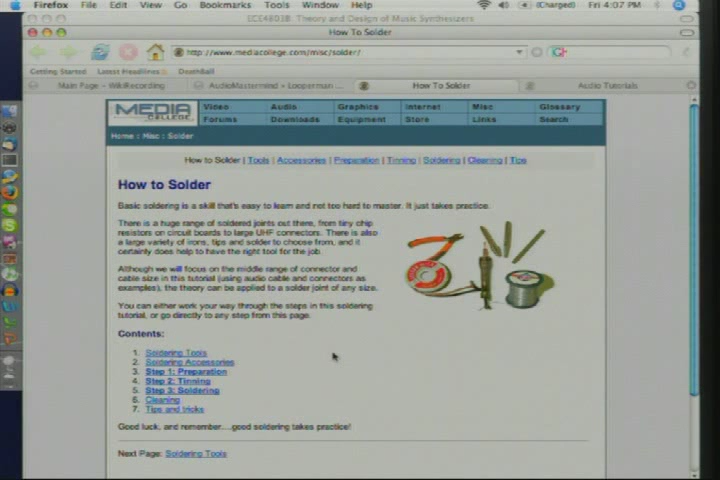 Firefox File Edit View Go Bookmarks Tools Window Help (Charged) Fri 4:07 PM
ECE4803B: Theory and Design of Music Synthesizers
How To Solder
http://www.mediacollege.com/misc/solder/
Getting Started Latest Headlines DeathBall
Main Page - WikiRecording AudioMastermind » Looperman How To Solder Audio Tutorials
MEDIA COLLEGE
Video Audio Graphics Internet Misc Glossary
Forums Downloads Equipment Store Links Search
Home : Misc : Solder
How to Solder | Tools | Accessories | Preparation | Tinning | Soldering | Cleaning | Tips
How to Solder
Basic soldering is a skill that's easy to learn and not too hard to master. It just takes practice.
There is a huge range of soldered joints out there, from tiny chip
resistors on circuit boards to large UHF connectors. There is also
a large variety of irons, tips and solder to choose from, and it
certainly does help to have the right tool for the job.
Although we will focus on the middle range of connector and
cable size in this tutorial (using audio cable and connectors as
examples), the theory can be applied to a solder joint of any size.
You can either work your way through the steps in this soldering
tutorial, or go directly to any step from this page.
Contents:
1. Soldering Tools
2. Soldering Accessories
3. Step 1: Preparation
4. Step 2: Tinning
5. Step 3: Soldering
6. Cleaning
7. Tips and tricks
Good luck, and remember....good soldering takes practice!
Next Page: Soldering Tools